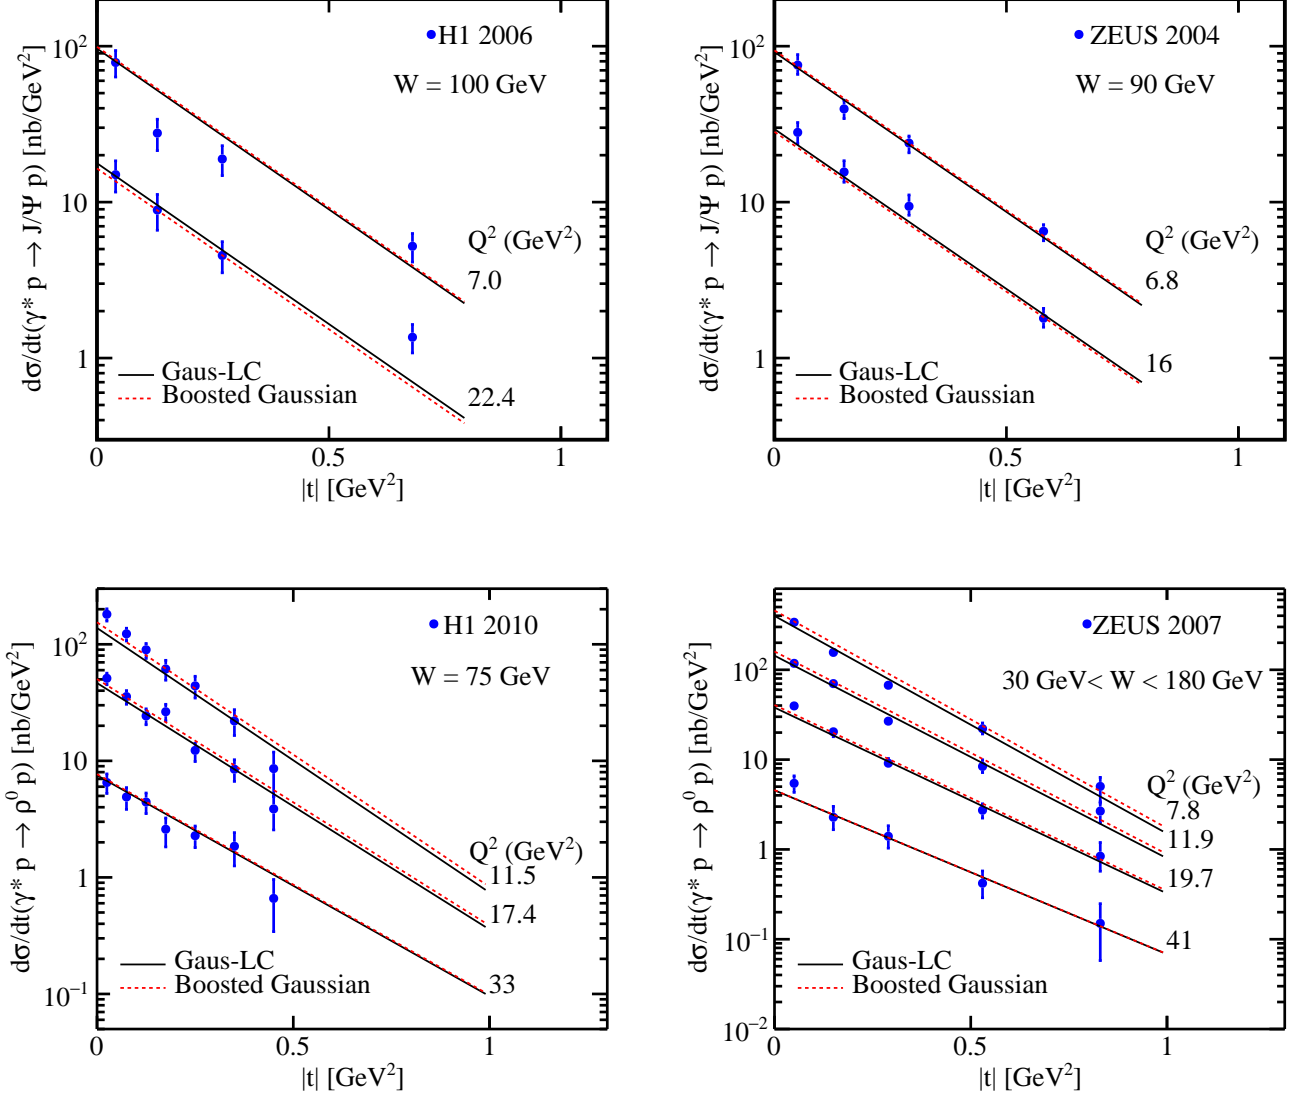 dσ/dt(γ* p → J/Ψ p) [nb/GeV²]
10²
10
1
H1 2006
W = 100 GeV
Q² (GeV²)
7.0
22.4
Gaus-LC
Boosted Gaussian
0
0.5
1
|t| [GeV²]
dσ/dt(γ* p → J/Ψ p) [nb/GeV²]
10²
10
1
ZEUS 2004
W = 90 GeV
Q² (GeV²)
6.8
16
Gaus-LC
Boosted Gaussian
0
0.5
1
|t| [GeV²]
dσ/dt(γ* p → ρ⁰ p) [nb/GeV²]
10²
10
1
10⁻¹
H1 2010
W = 75 GeV
Q² (GeV²)
11.5
17.4
33
Gaus-LC
Boosted Gaussian
0
0.5
1
|t| [GeV²]
dσ/dt(γ* p → ρ⁰ p) [nb/GeV²]
10²
10
1
10⁻¹
10⁻²
ZEUS 2007
30 GeV< W < 180 GeV
Q² (GeV²)
7.8
11.9
19.7
41
Gaus-LC
Boosted Gaussian
0
0.5
1
|t| [GeV²]